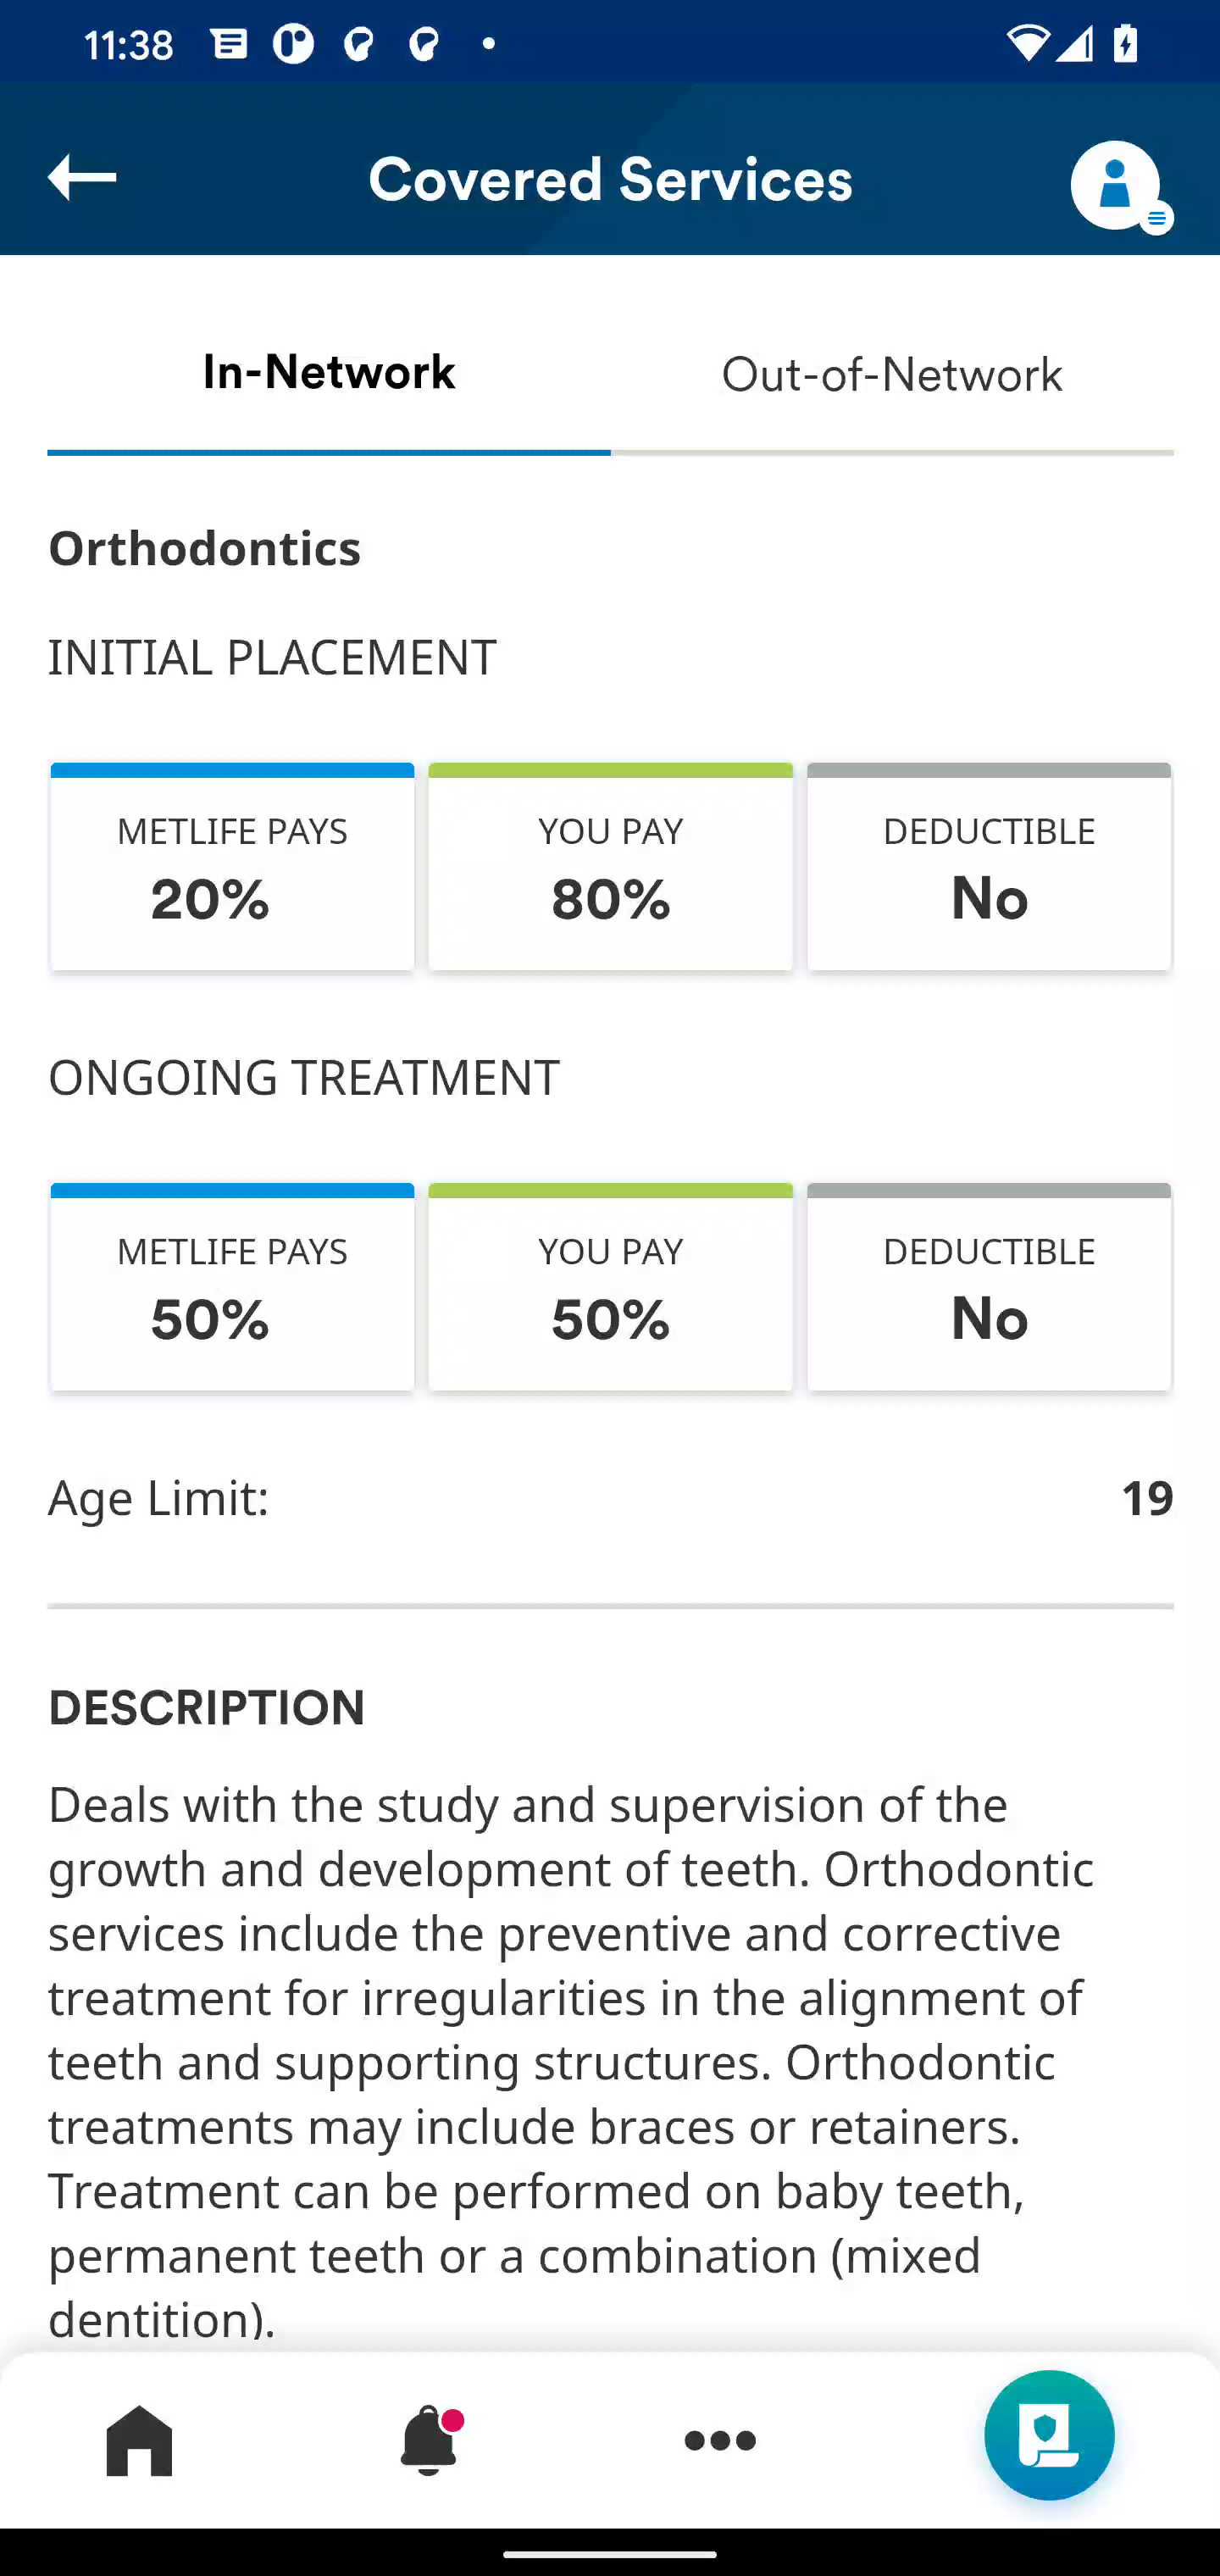 11:38
Covered Services
In-Network
Out-of-Network
Orthodontics
INITIAL PLACEMENT
METLIFE PAYS
20%
YOU PAY
80%
DEDUCTIBLE
No
ONGOING TREATMENT
METLIFE PAYS
50%
YOU PAY
50%
DEDUCTIBLE
No
Age Limit:
19
DESCRIPTION
Deals with the study and supervision of the
growth and development of teeth. Orthodontic
services include the preventive and corrective
treatment for irregularities in the alignment of
teeth and supporting structures. Orthodontic
treatments may include braces or retainers.
Treatment can be performed on baby teeth,
permanent teeth or a combination (mixed
dentition).